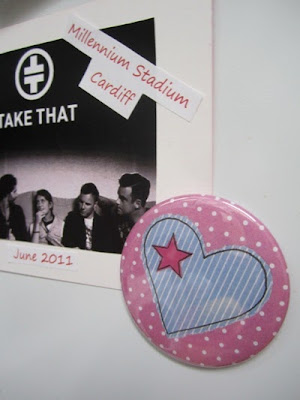 Millennium Stadium
Cardiff
TAKE THAT
June 2011